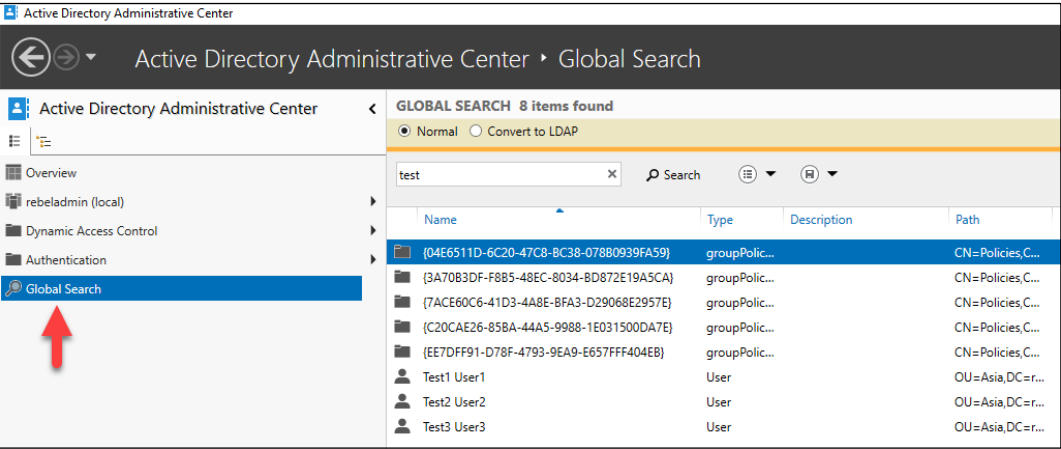 Active Directory Administrative Center
Active Directory Administrative Center • Global Search
Active Directory Administrative Center
Overview
rebeladmin (local)
Dynamic Access Control
Authentication
Global Search
GLOBAL SEARCH 8 items found
Normal Convert to LDAP
test Search
Name Type Description Path
{04E6511D-6C20-47C8-BC38-078B0939FA59} groupPolic... CN=Policies,C...
{3A70B3DF-F8B5-48EC-8034-BD872E19A5CA} groupPolic... CN=Policies,C...
{7ACE60C6-41D3-4A8E-BFA3-D29068E2957E} groupPolic... CN=Policies,C...
{C20CAE26-85BA-44A5-9988-1E031500DA7E} groupPolic... CN=Policies,C...
{EE7DFF91-D78F-4793-9EA9-E657FFF404EB} groupPolic... CN=Policies,C...
Test1 User1 User OU=Asia,DC=r...
Test2 User2 User OU=Asia,DC=r...
Test3 User3 User OU=Asia,DC=r...